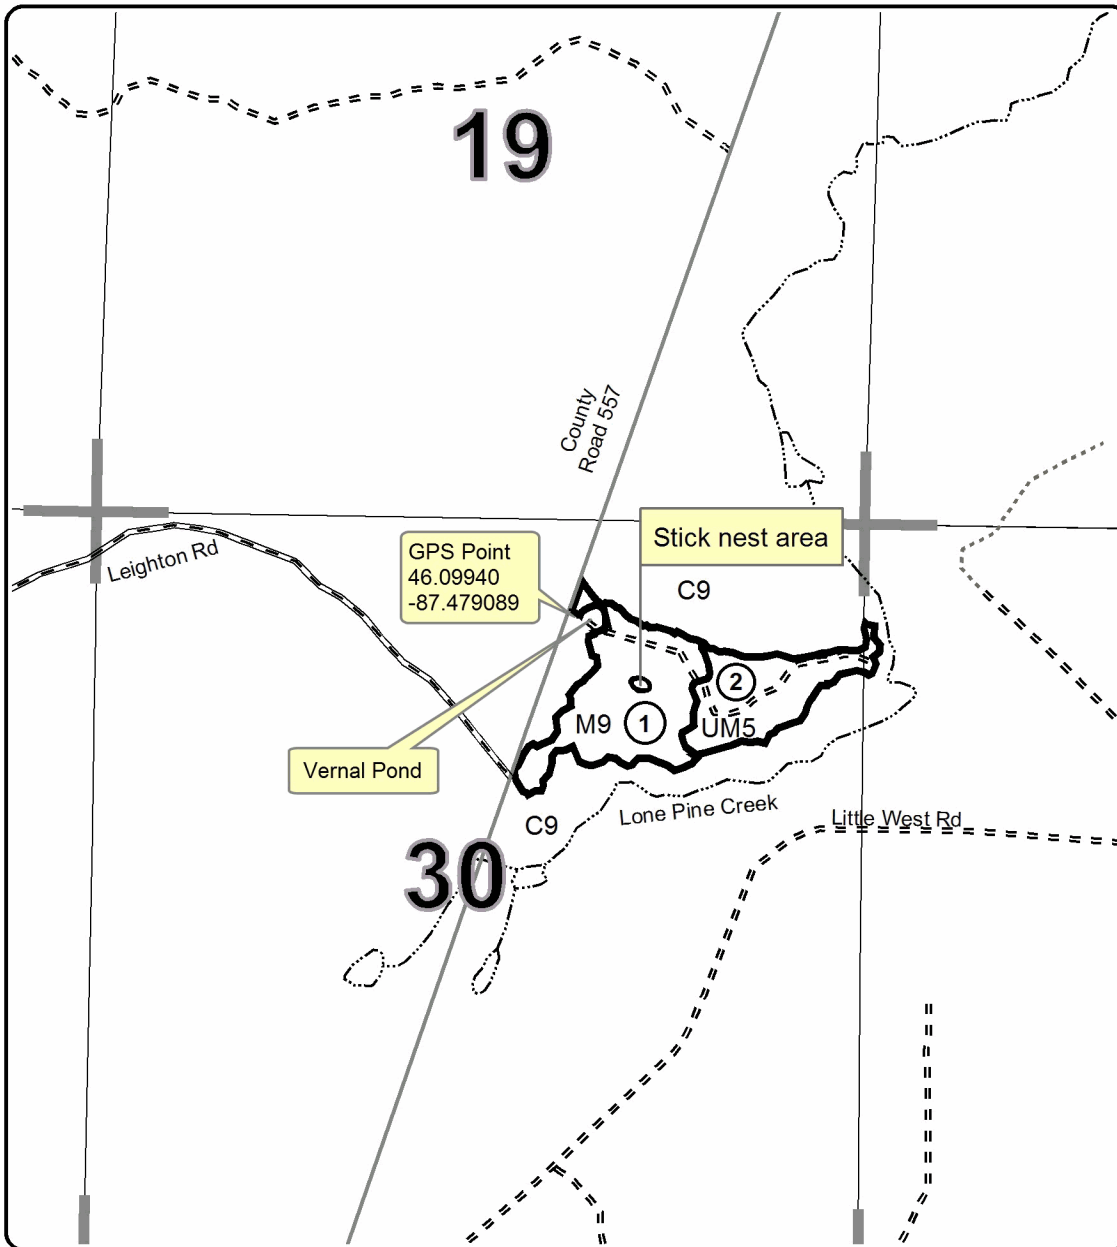 19
County
Road 557
Leighton Rd
GPS Point
46.09940
-87.479089
Stick nest area
C9
2
M9
1
UM5
Vernal Pond
Lone Pine Creek
Little West Rd
C9
30